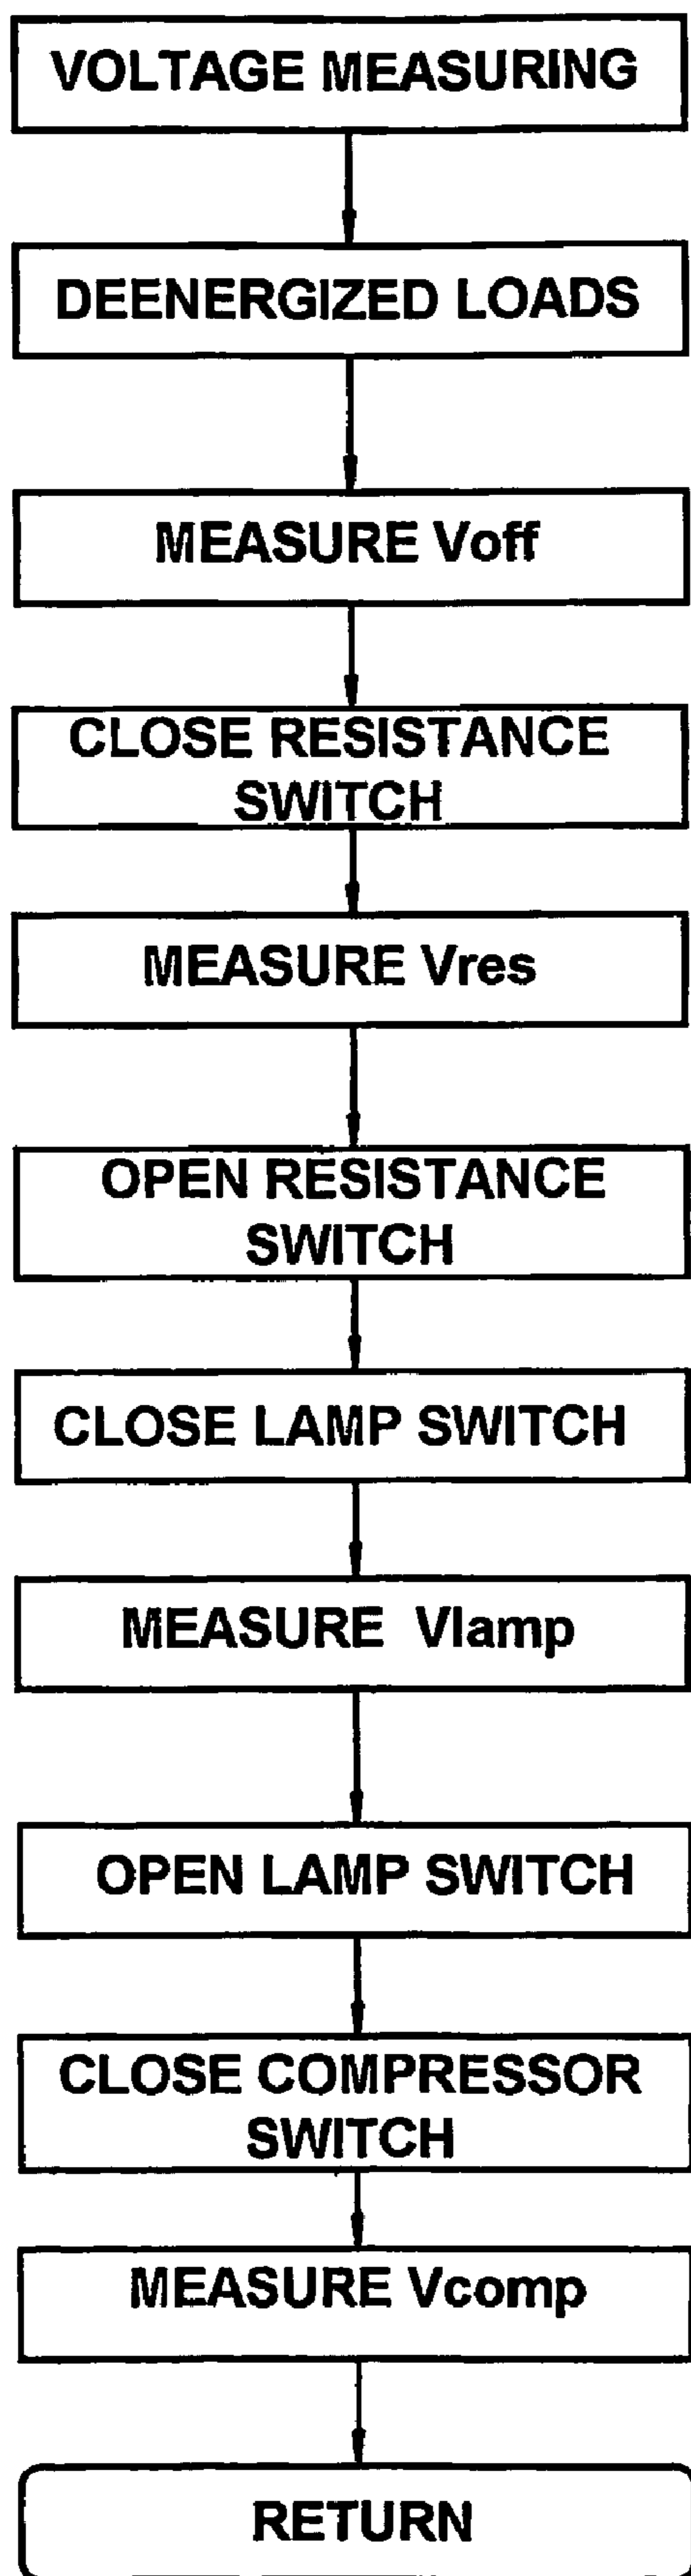 VOLTAGE MEASURING
DEENERGIZED LOADS
MEASURE Voff
CLOSE RESISTANCE
SWITCH
MEASURE Vres
OPEN RESISTANCE
SWITCH
CLOSE LAMP SWITCH
MEASURE Vlamp
OPEN LAMP SWITCH
CLOSE COMPRESSOR
SWITCH
MEASURE Vcomp
RETURN